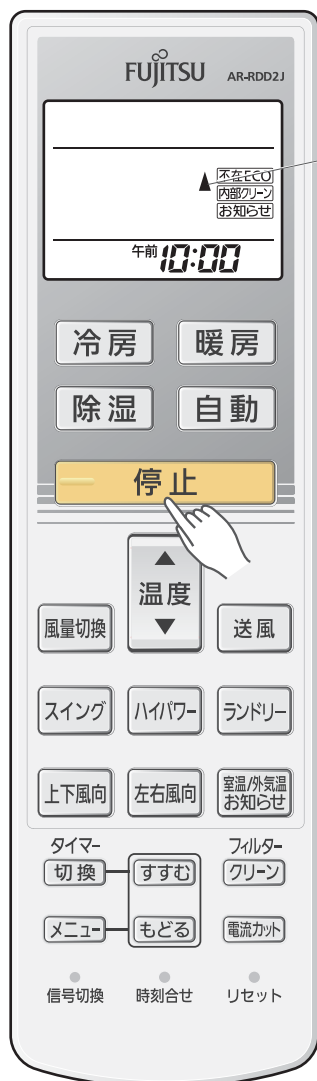 FUJITSU AR-RDD2J
不在ECO
内部クリーン
お知らせ
午前 10:00
冷房 暖房
除湿 自動
停止
温度
風量切換 送風
スイング ハイパワー ランドリー
上下風向 左右風向 室温/外気温
お知らせ
タイマー フィルター
切換 すすむ クリーン
メニュー もどる 電流カット
信号切換 時刻合せ リセット